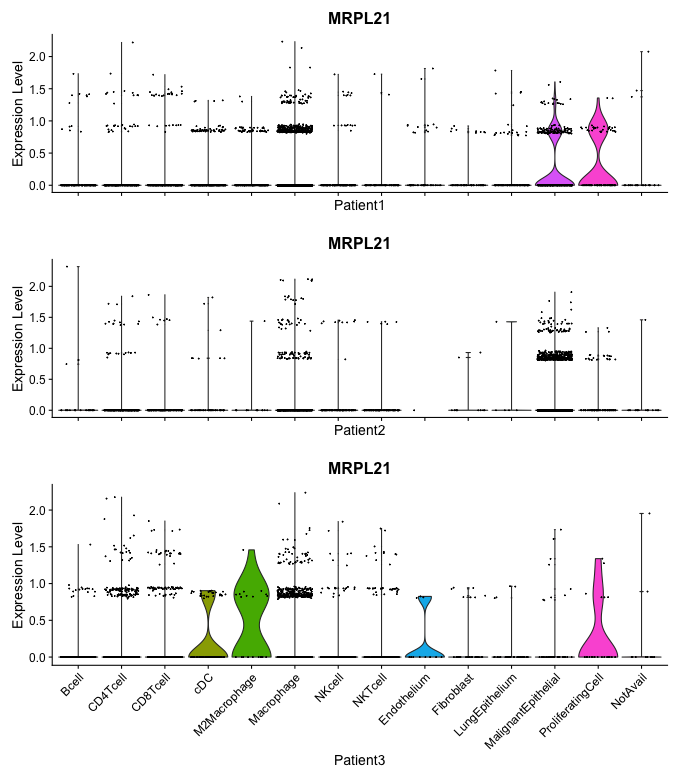 MRPL21
Expression Level
2.0
1.5
1.0
0.5
0.0
Patient1
MRPL21
Expression Level
2.0
1.5
1.0
0.5
0.0
Patient2
MRPL21
Expression Level
2.0
1.5
1.0
0.5
0.0
Bcell
CD4Tcell
CD8Tcell
cDC
M2Macrophage
Macrophage
NKcell
NKTcell
Endothelium
Fibroblast
LungEpithelium
MalignantEpithelial
ProliferatingCell
NotAvail
Patient3